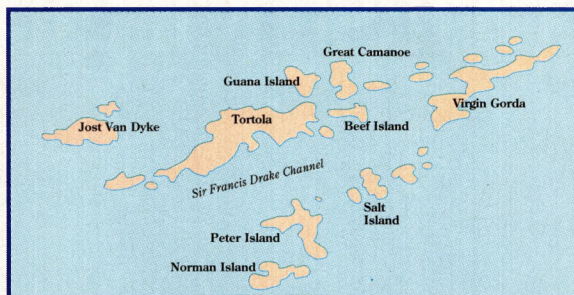 Great Camanoe
Guana Island
Virgin Gorda
Jost Van Dyke
Tortola
Beef Island
Sir Francis Drake Channel
Salt
Island
Peter Island
Norman Island